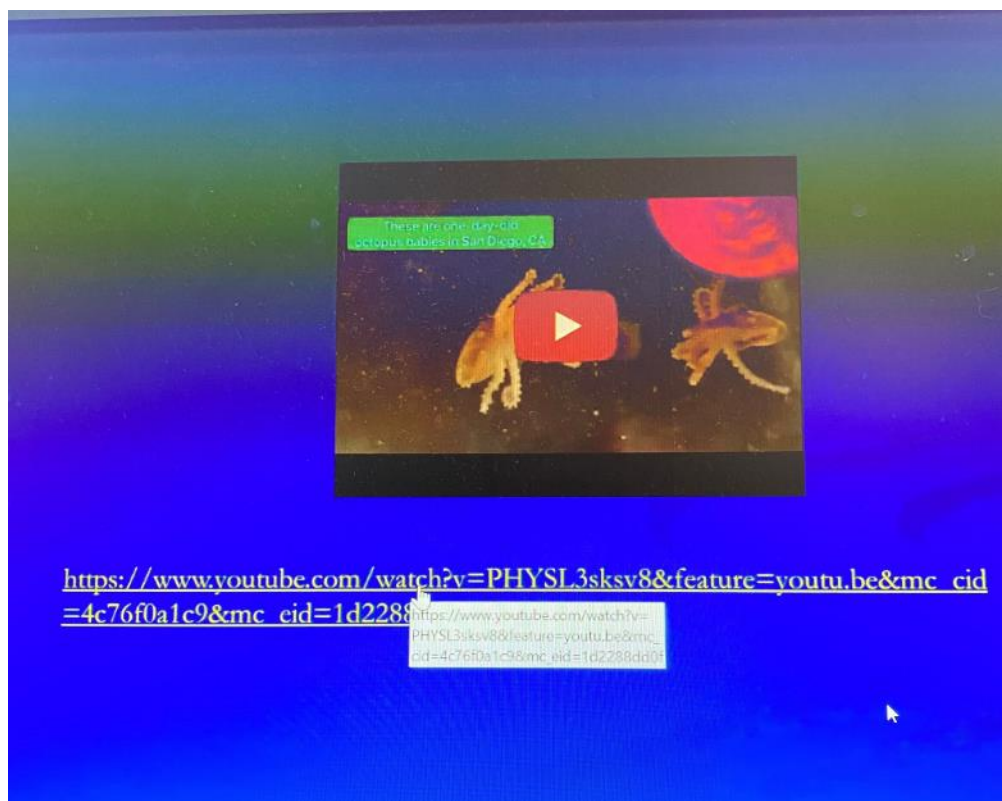 These are one-day-old
octopus babies in San Diego, CA
https://www.youtube.com/watch?v=PHYSL3sksv8&feature=youtu.be&mc_cid
=4c76f0a1c9&mc_eid=1d2288
https://www.youtube.com/watch?v=
PHYSL3sksv8&feature=youtu.be&mc_
cid=4c76f0a1c9&mc_eid=1d2288dd0f